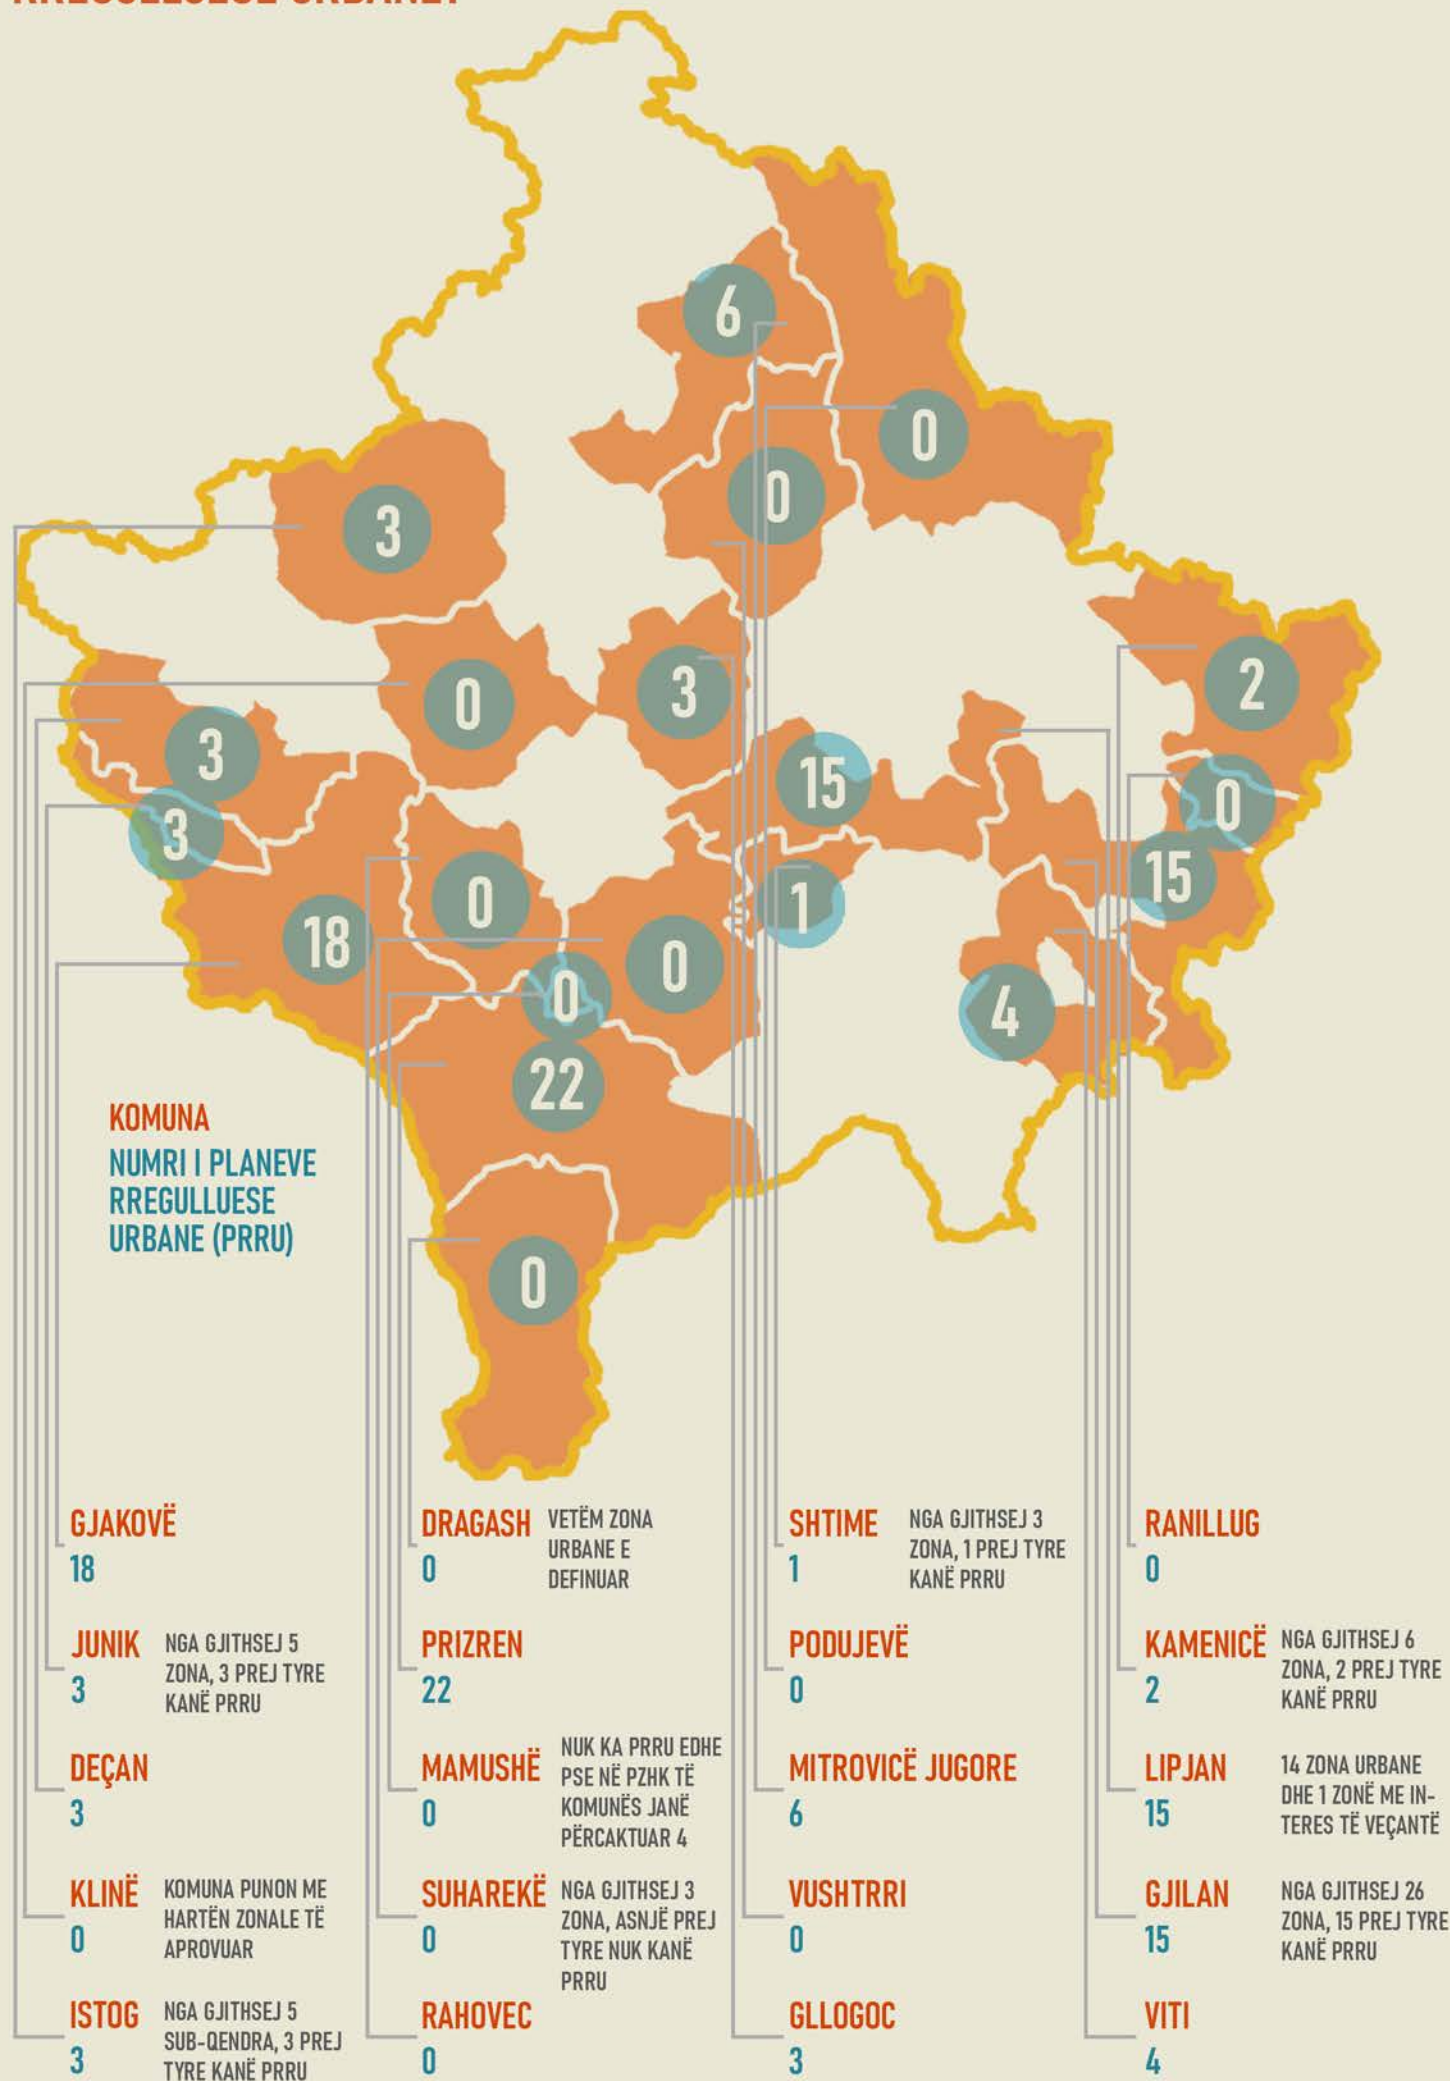 6
0
3
0
2
0
3
3
15
0
3
15
1
18
0
0
0
4
22
0
KOMUNA
NUMRI I PLANEVE
RREGULLUESE
URBANE (PRRU)
GJAKOVË
18
JUNIK
3
NGA GJITHSEJ 5
ZONA, 3 PREJ TYRE
KANË PRRU
DEÇAN
3
KLINË
0
KOMUNA PUNON ME
HARTËN ZONALE TË
APROVUAR
ISTOG
3
NGA GJITHSEJ 5
SUB-QENDRA, 3 PREJ
TYRE KANË PRRU
DRAGASH
0
VETËM ZONA
URBANE E
DEFINUAR
PRIZREN
22
MAMUSHË
0
NUK KA PRRU EDHE
PSE NË PZHK TË
KOMUNËS JANË
PËRCAKTUAR 4
SUHAREKË
0
NGA GJITHSEJ 3
ZONA, ASNJË PREJ
TYRE NUK KANË
PRRU
RAHOVEC
0
SHTIME
1
NGA GJITHSEJ 3
ZONA, 1 PREJ TYRE
KANË PRRU
PODUJEVË
0
MITROVICË JUGORE
6
VUSHTRRI
0
GLLOGOC
3
RANILLUG
0
KAMENICË
2
NGA GJITHSEJ 6
ZONA, 2 PREJ TYRE
KANË PRRU
LIPJAN
15
14 ZONA URBANE
DHE 1 ZONË ME IN-
TERES TË VEÇANTË
GJILAN
15
NGA GJITHSEJ 26
ZONA, 15 PREJ TYRE
KANË PRRU
VITI
4